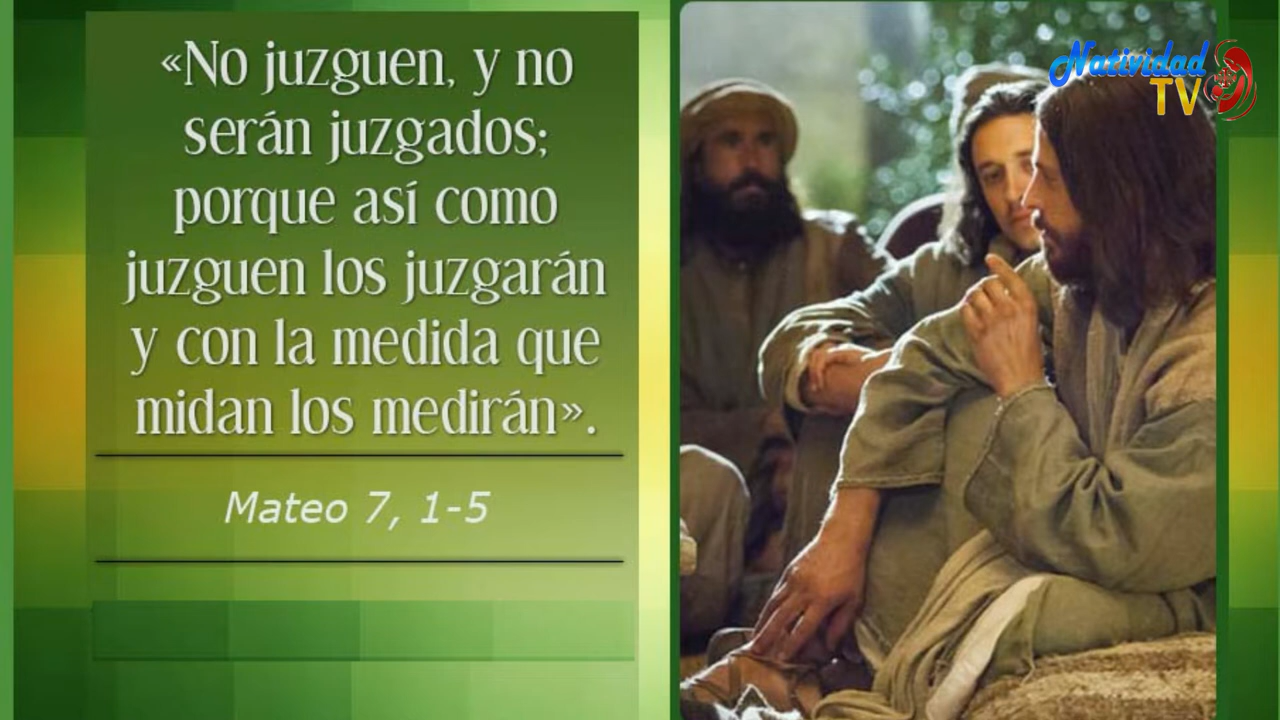 «No juzguen, y no
serán juzgados;
porque así como
juzguen los juzgarán
y con la medida que
midan los medirán».
Mateo 7, 1-5
Natividad
TV